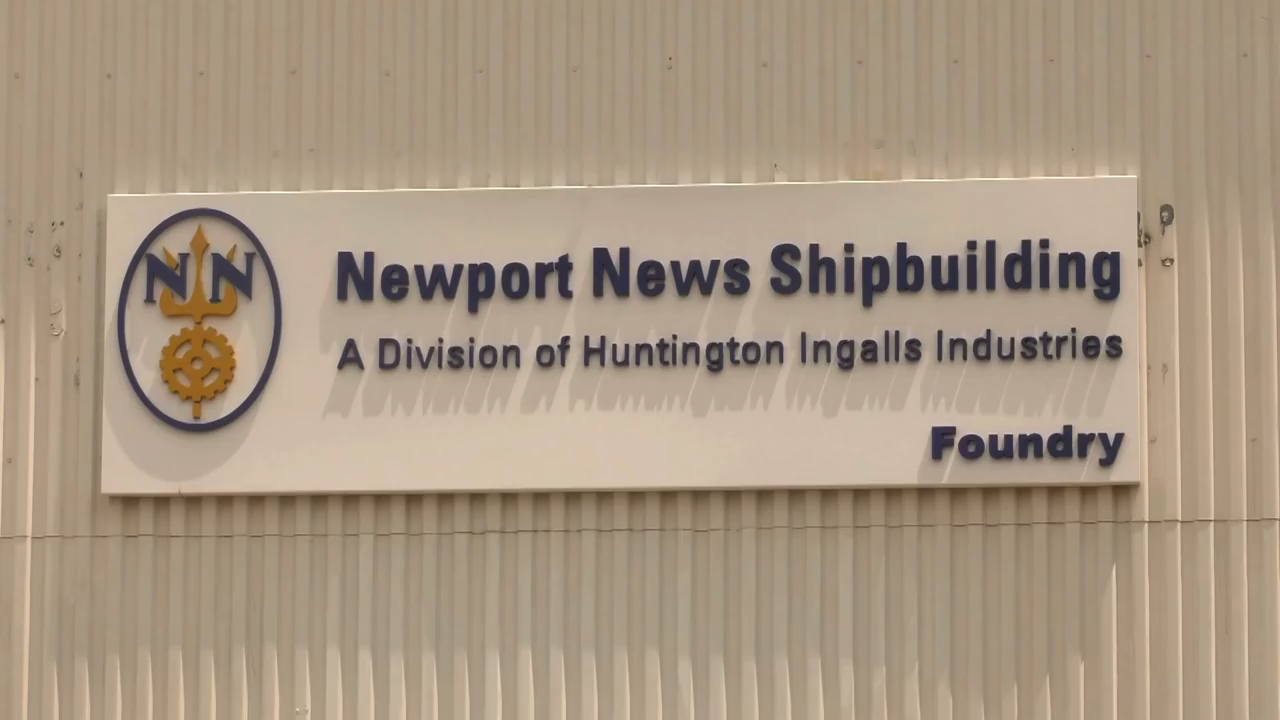 NN
Newport News Shipbuilding
A Division of Huntington Ingalls Industries
Foundry